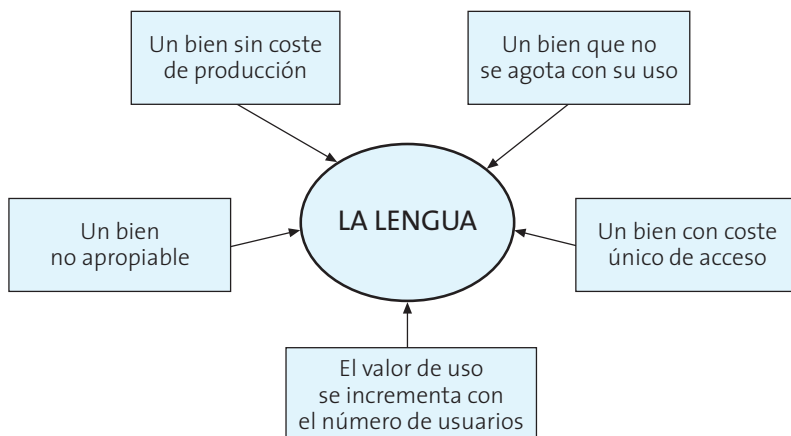 Un bien sin coste
de producción
Un bien que no
se agota con su uso
Un bien
no apropiable
LA LENGUA
Un bien con coste
único de acceso
El valor de uso
se incrementa con
el número de usuarios